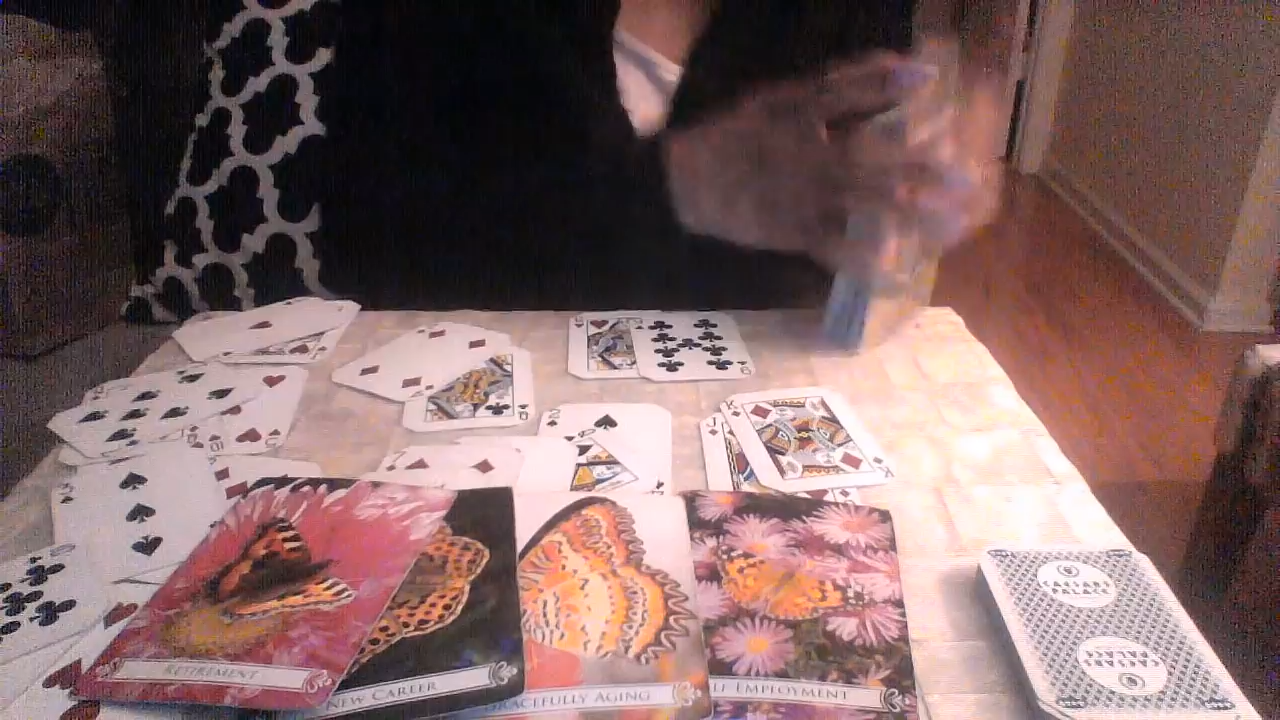 RETIREMENT
NEW CAREER
GRACEFULLY AGING
EMPLOYMENT
CAESARS
PALACE
CAESARS
PALACE
K
K
J
Q